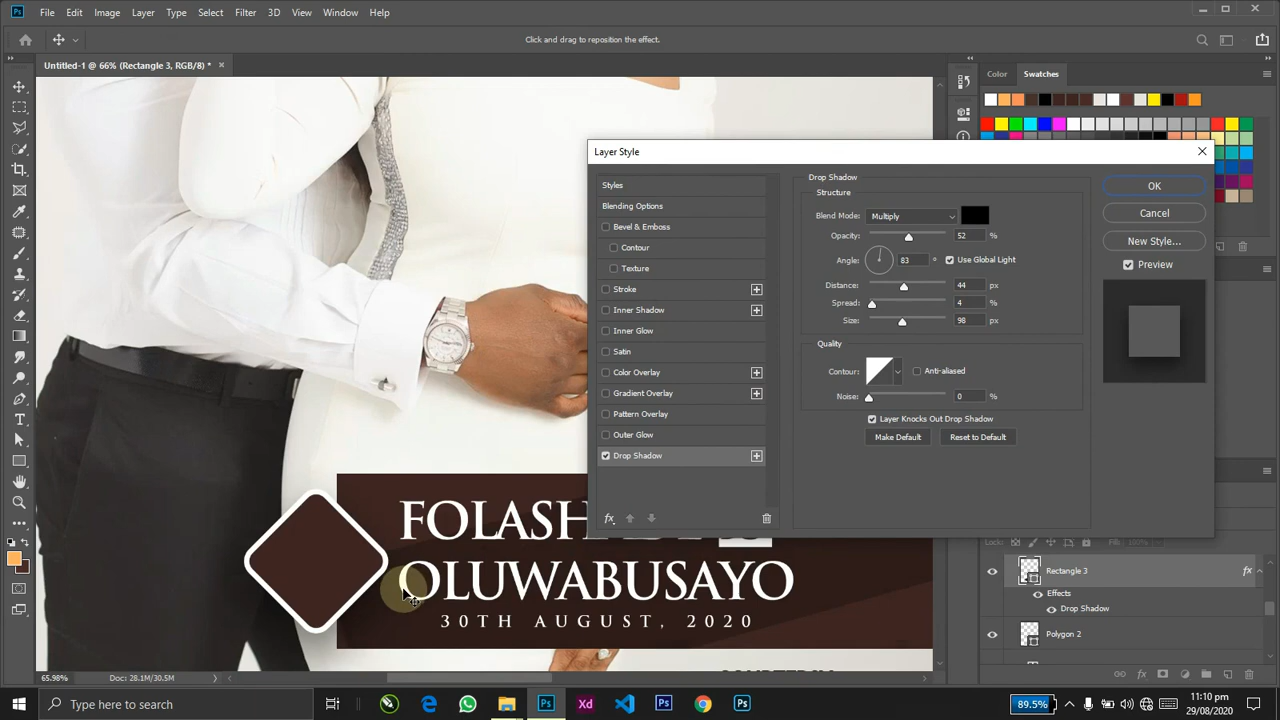 File Edit Image Layer Type Select Filter 3D View Window Help
Click and drag to reposition the effect.
Untitled-1 @ 66% (Rectangle 3, RGB/8) *
Color Swatches
Layer Style
Styles
Blending Options
Bevel & Emboss
Contour
Texture
Stroke
Inner Shadow
Inner Glow
Satin
Color Overlay
Gradient Overlay
Pattern Overlay
Outer Glow
Drop Shadow
fx
Drop Shadow
Structure
Blend Mode: Multiply
Opacity: 52 %
Angle: 83 ° Use Global Light
Distance: 44 px
Spread: 4 %
Size: 98 px
Quality
Contour: Anti-aliased
Noise: 0 %
Layer Knocks Out Drop Shadow
Make Default Reset to Default
OK
Cancel
New Style...
Preview
OLUWABUSAYO
30TH AUGUST, 2020
Lock: Fill: 100%
Rectangle 3 fx
Effects
Drop Shadow
Polygon 2
65.98% Doc: 28.1M/30.5M
Type here to search
89.5%
11:10 pm
29/08/2020